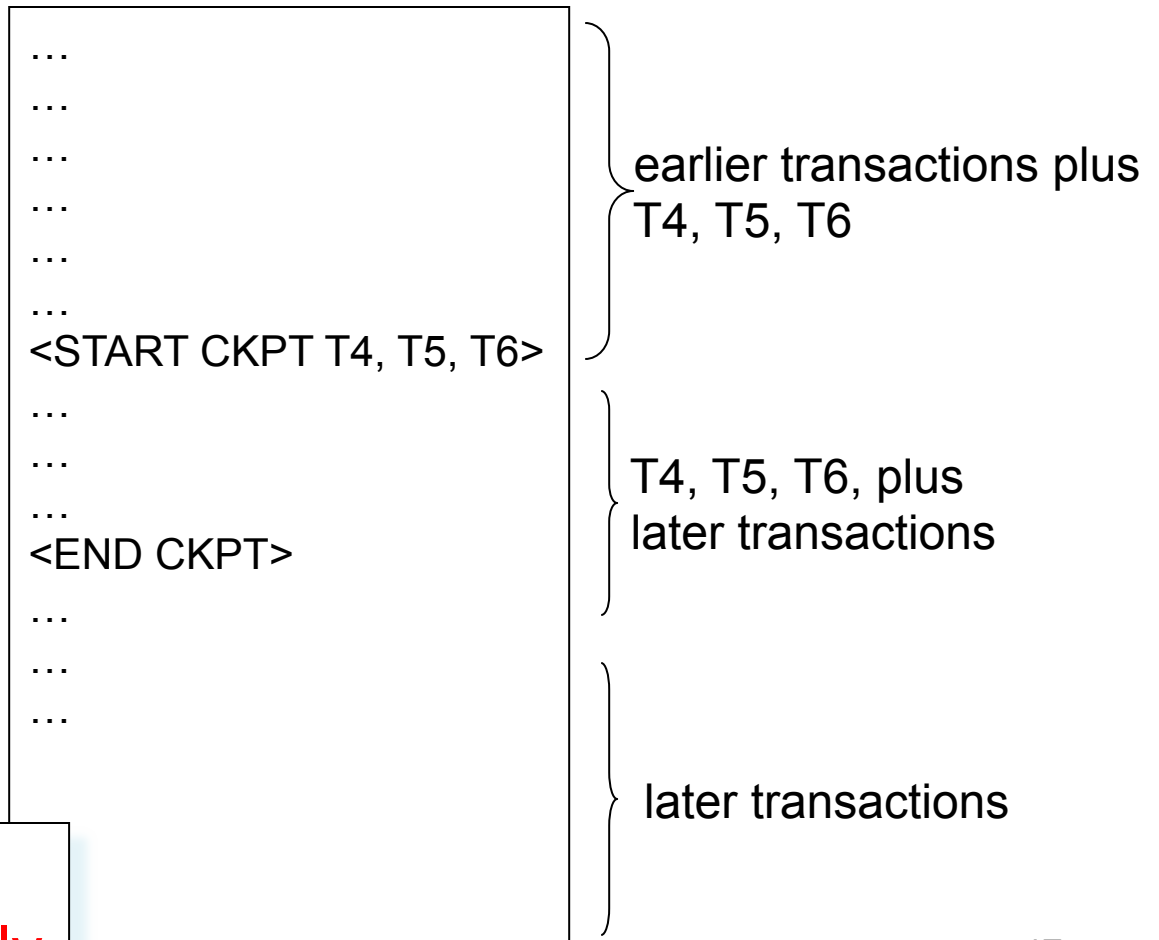 ...
...
...
...
...
...
<START CKPT T4, T5, T6>
...
...
...
<END CKPT>
...
...
...
earlier transactions plus
T4, T5, T6
T4, T5, T6, plus
later transactions
later transactions